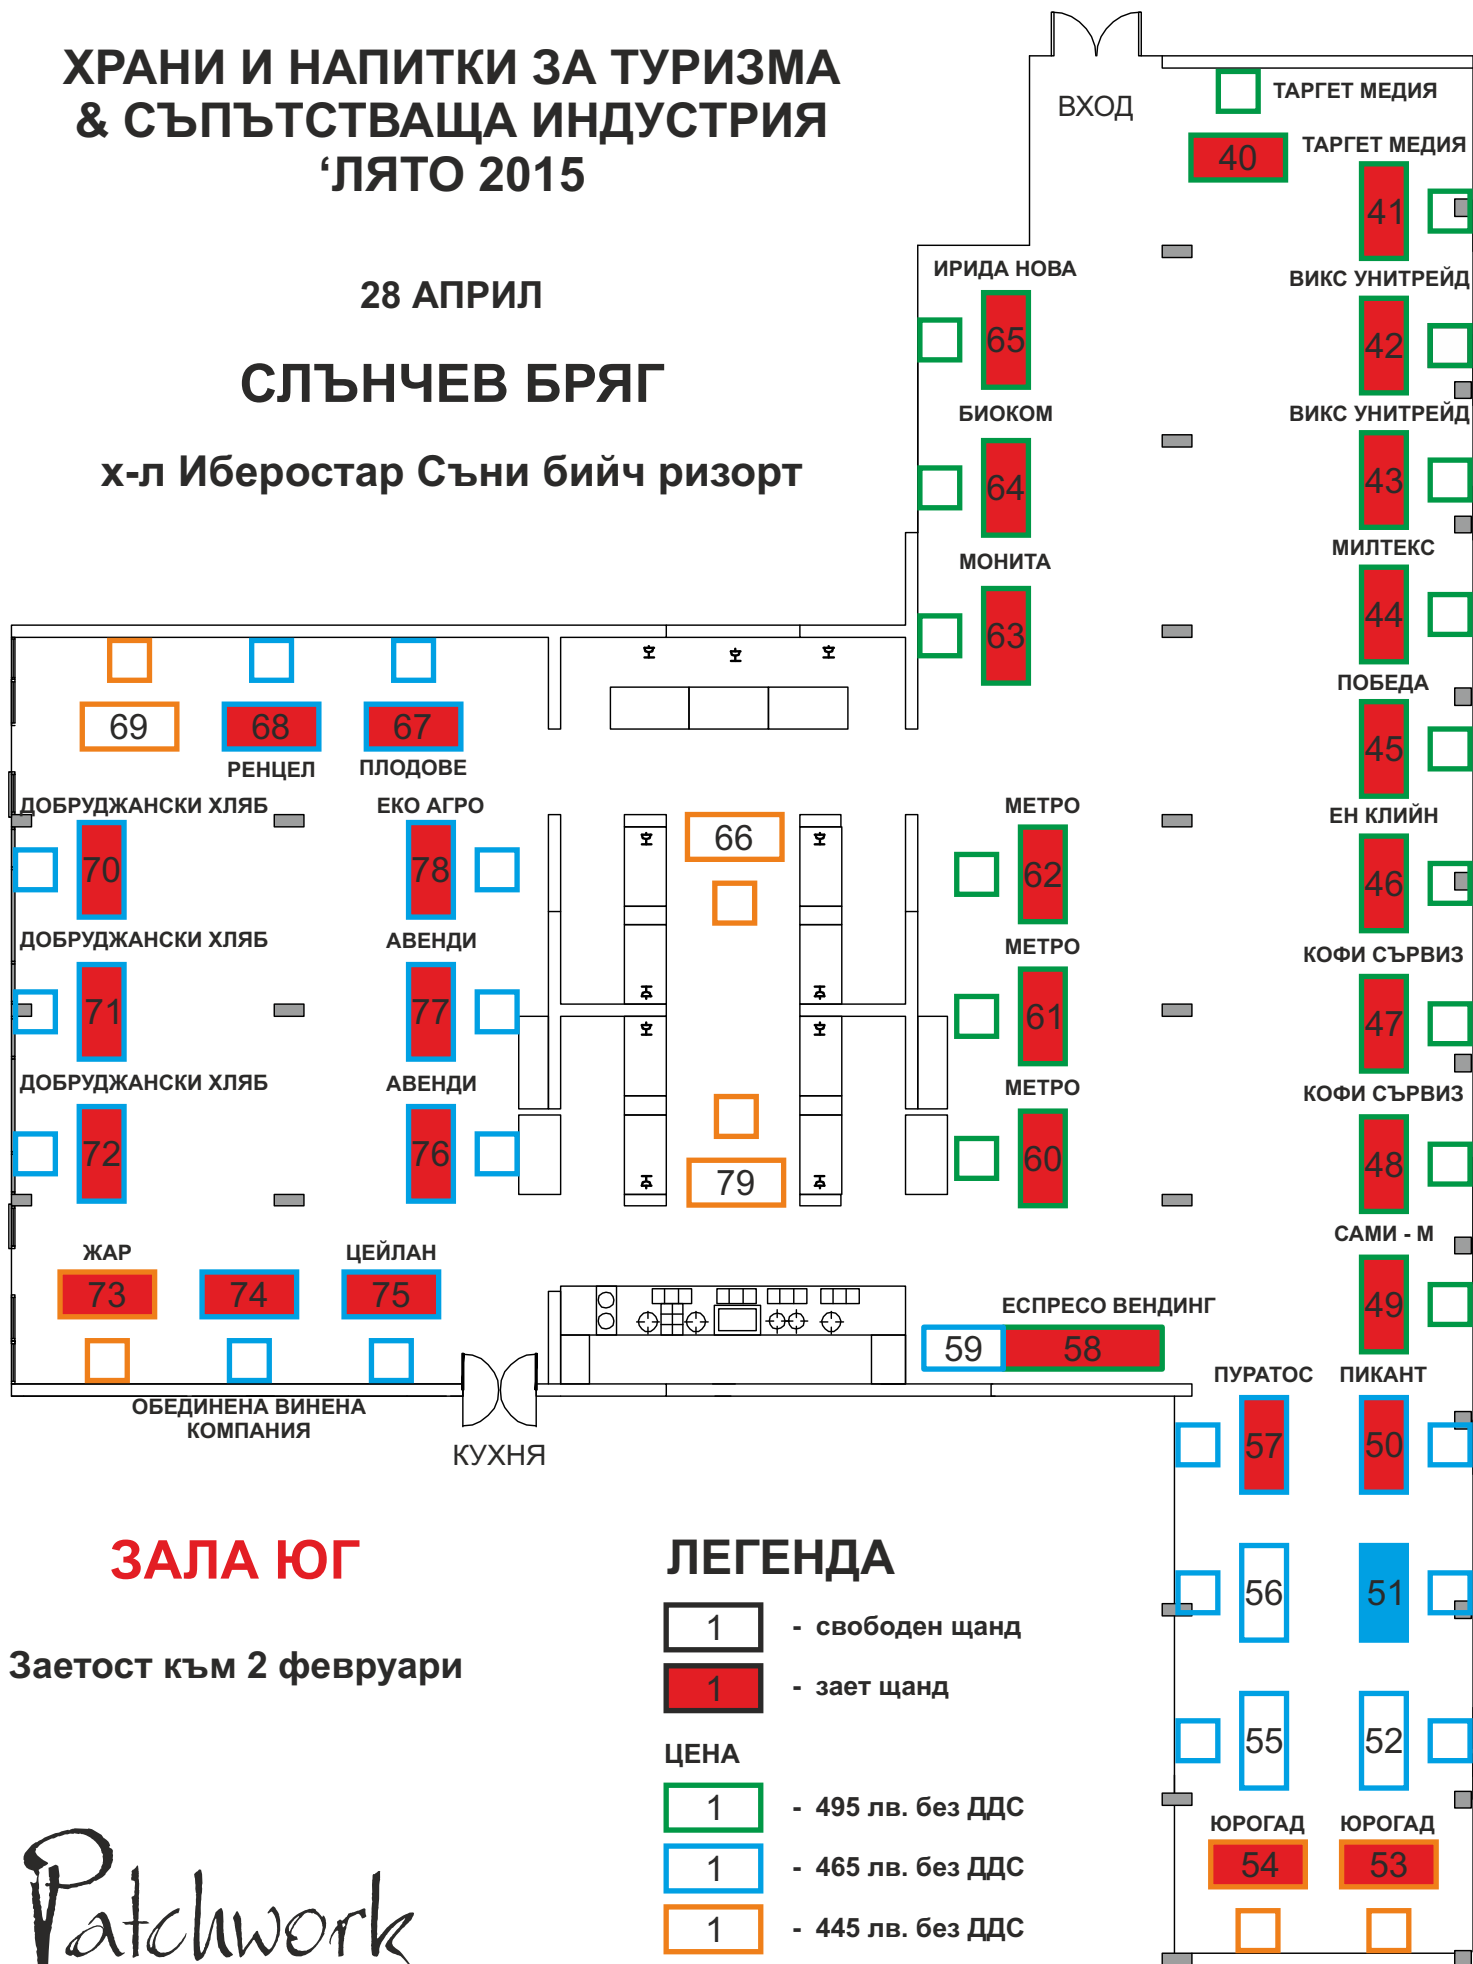 ХРАНИ И НАПИТКИ ЗА ТУРИЗМА
& СЪПЪТСТВАЩА ИНДУСТРИЯ
‘ЛЯТО 2015
28 АПРИЛ
СЛЪНЧЕВ БРЯГ
х-л Иберостар Съни бийч ризорт
ВХОД
ТАРГЕТ МЕДИЯ
40
ТАРГЕТ МЕДИЯ
41
ВИКС УНИТРЕЙД
42
ВИКС УНИТРЕЙД
43
МИЛТЕКС
44
ПОБЕДА
45
ЕН КЛИЙН
46
КОФИ СЪРВИЗ
47
КОФИ СЪРВИЗ
48
САМИ - М
49
ИРИДА НОВА
65
БИОКОМ
64
МОНИТА
63
МЕТРО
62
МЕТРО
61
МЕТРО
60
69
68
67
РЕНЦЕЛ
ПЛОДОВЕ
ДОБРУДЖАНСКИ ХЛЯБ
70
ЕКО АГРО
78
ДОБРУДЖАНСКИ ХЛЯБ
71
АВЕНДИ
77
ДОБРУДЖАНСКИ ХЛЯБ
72
АВЕНДИ
76
66
79
ЖАР
73
74
ЦЕЙЛАН
75
ОБЕДИНЕНА ВИНЕНА
КОМПАНИЯ
КУХНЯ
ЕСПРЕСО ВЕНДИНГ
59
58
ПУРАТОС
57
ПИКАНТ
50
56
51
55
52
ЮРОГАД
54
ЮРОГАД
53
ЗАЛА ЮГ
Заетост към 2 февруари
ЛЕГЕНДА
1 - свободен щанд
1 - зает щанд
ЦЕНА
1 - 495 лв. без ДДС
1 - 465 лв. без ДДС
1 - 445 лв. без ДДС
Patchwork